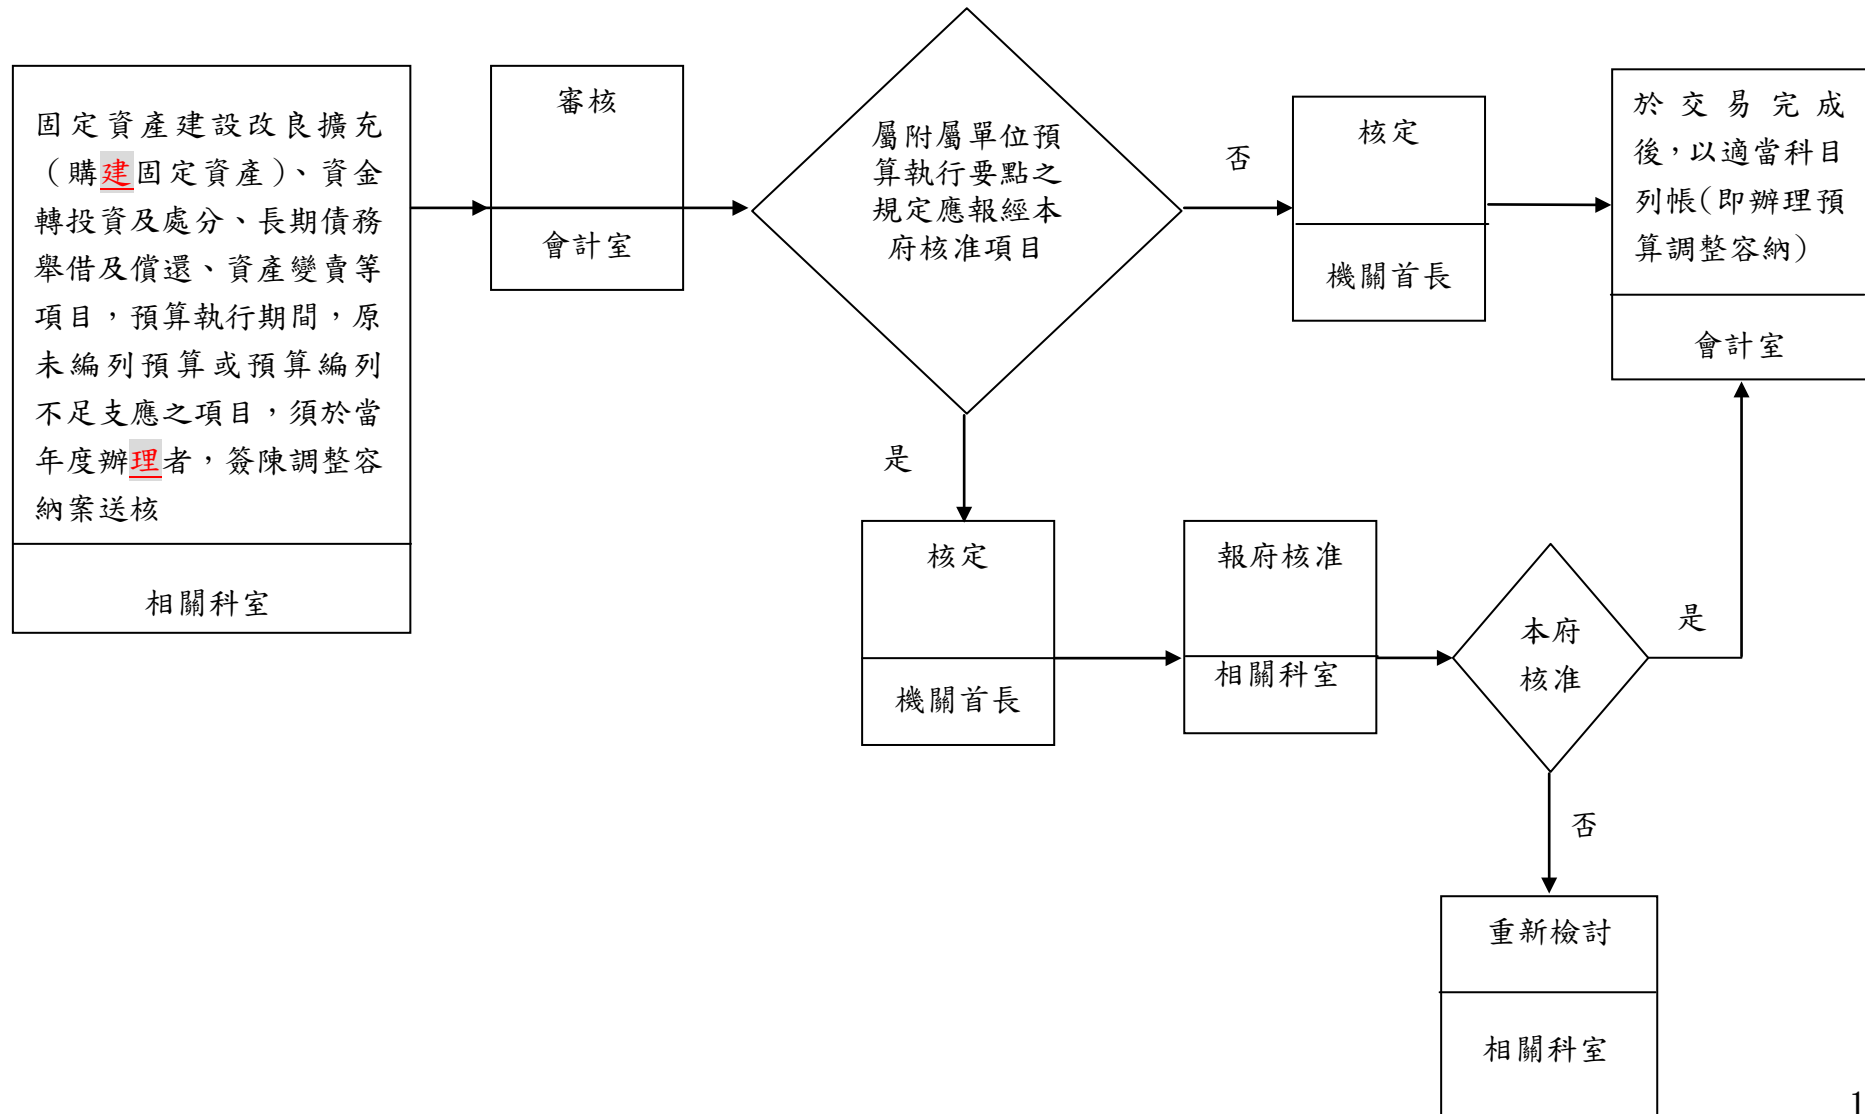 固定資產建設改良擴充
（購建固定資產）、資金
轉投資及處分、長期債務
舉借及償還、資產變賣等
項目，預算執行期間，原
未編列預算或預算編列
不足支應之項目，須於當
年度辦理者，簽陳調整容
納案送核
相關科室
審核
會計室
屬附屬單位預
算執行要點之
規定應報經本
府核准項目
否
核定
機關首長
於交易完成
後，以適當科目
列帳(即辦理預
算調整容納)
會計室
是
核定
機關首長
報府核准
相關科室
本府
核准
是
否
重新檢討
相關科室
1